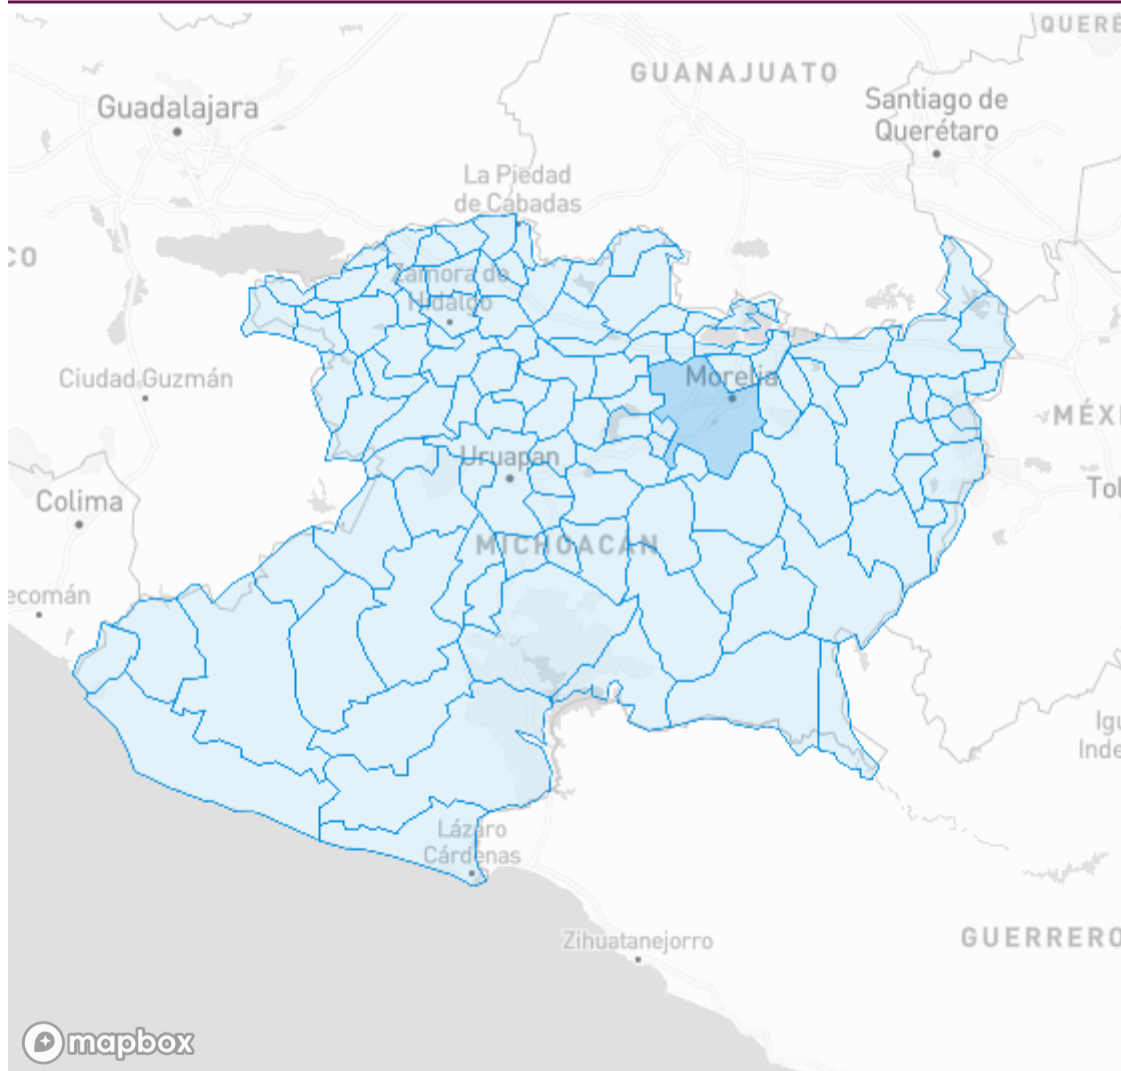 QUERÉ
GUANAJUATO
Guadalajara
Santiago de
Querétaro
La Piedad
de Cabadas
CO
Zamora de
Hidalgo
Ciudad Guzmán
Morelia
MÉXI
Uruapan
Colima
Tol
MICHOACÁN
ecomán
Igu
Inde
Lázaro
Cárdenas
Zihuatanejorro
GUERRERO
mapbox